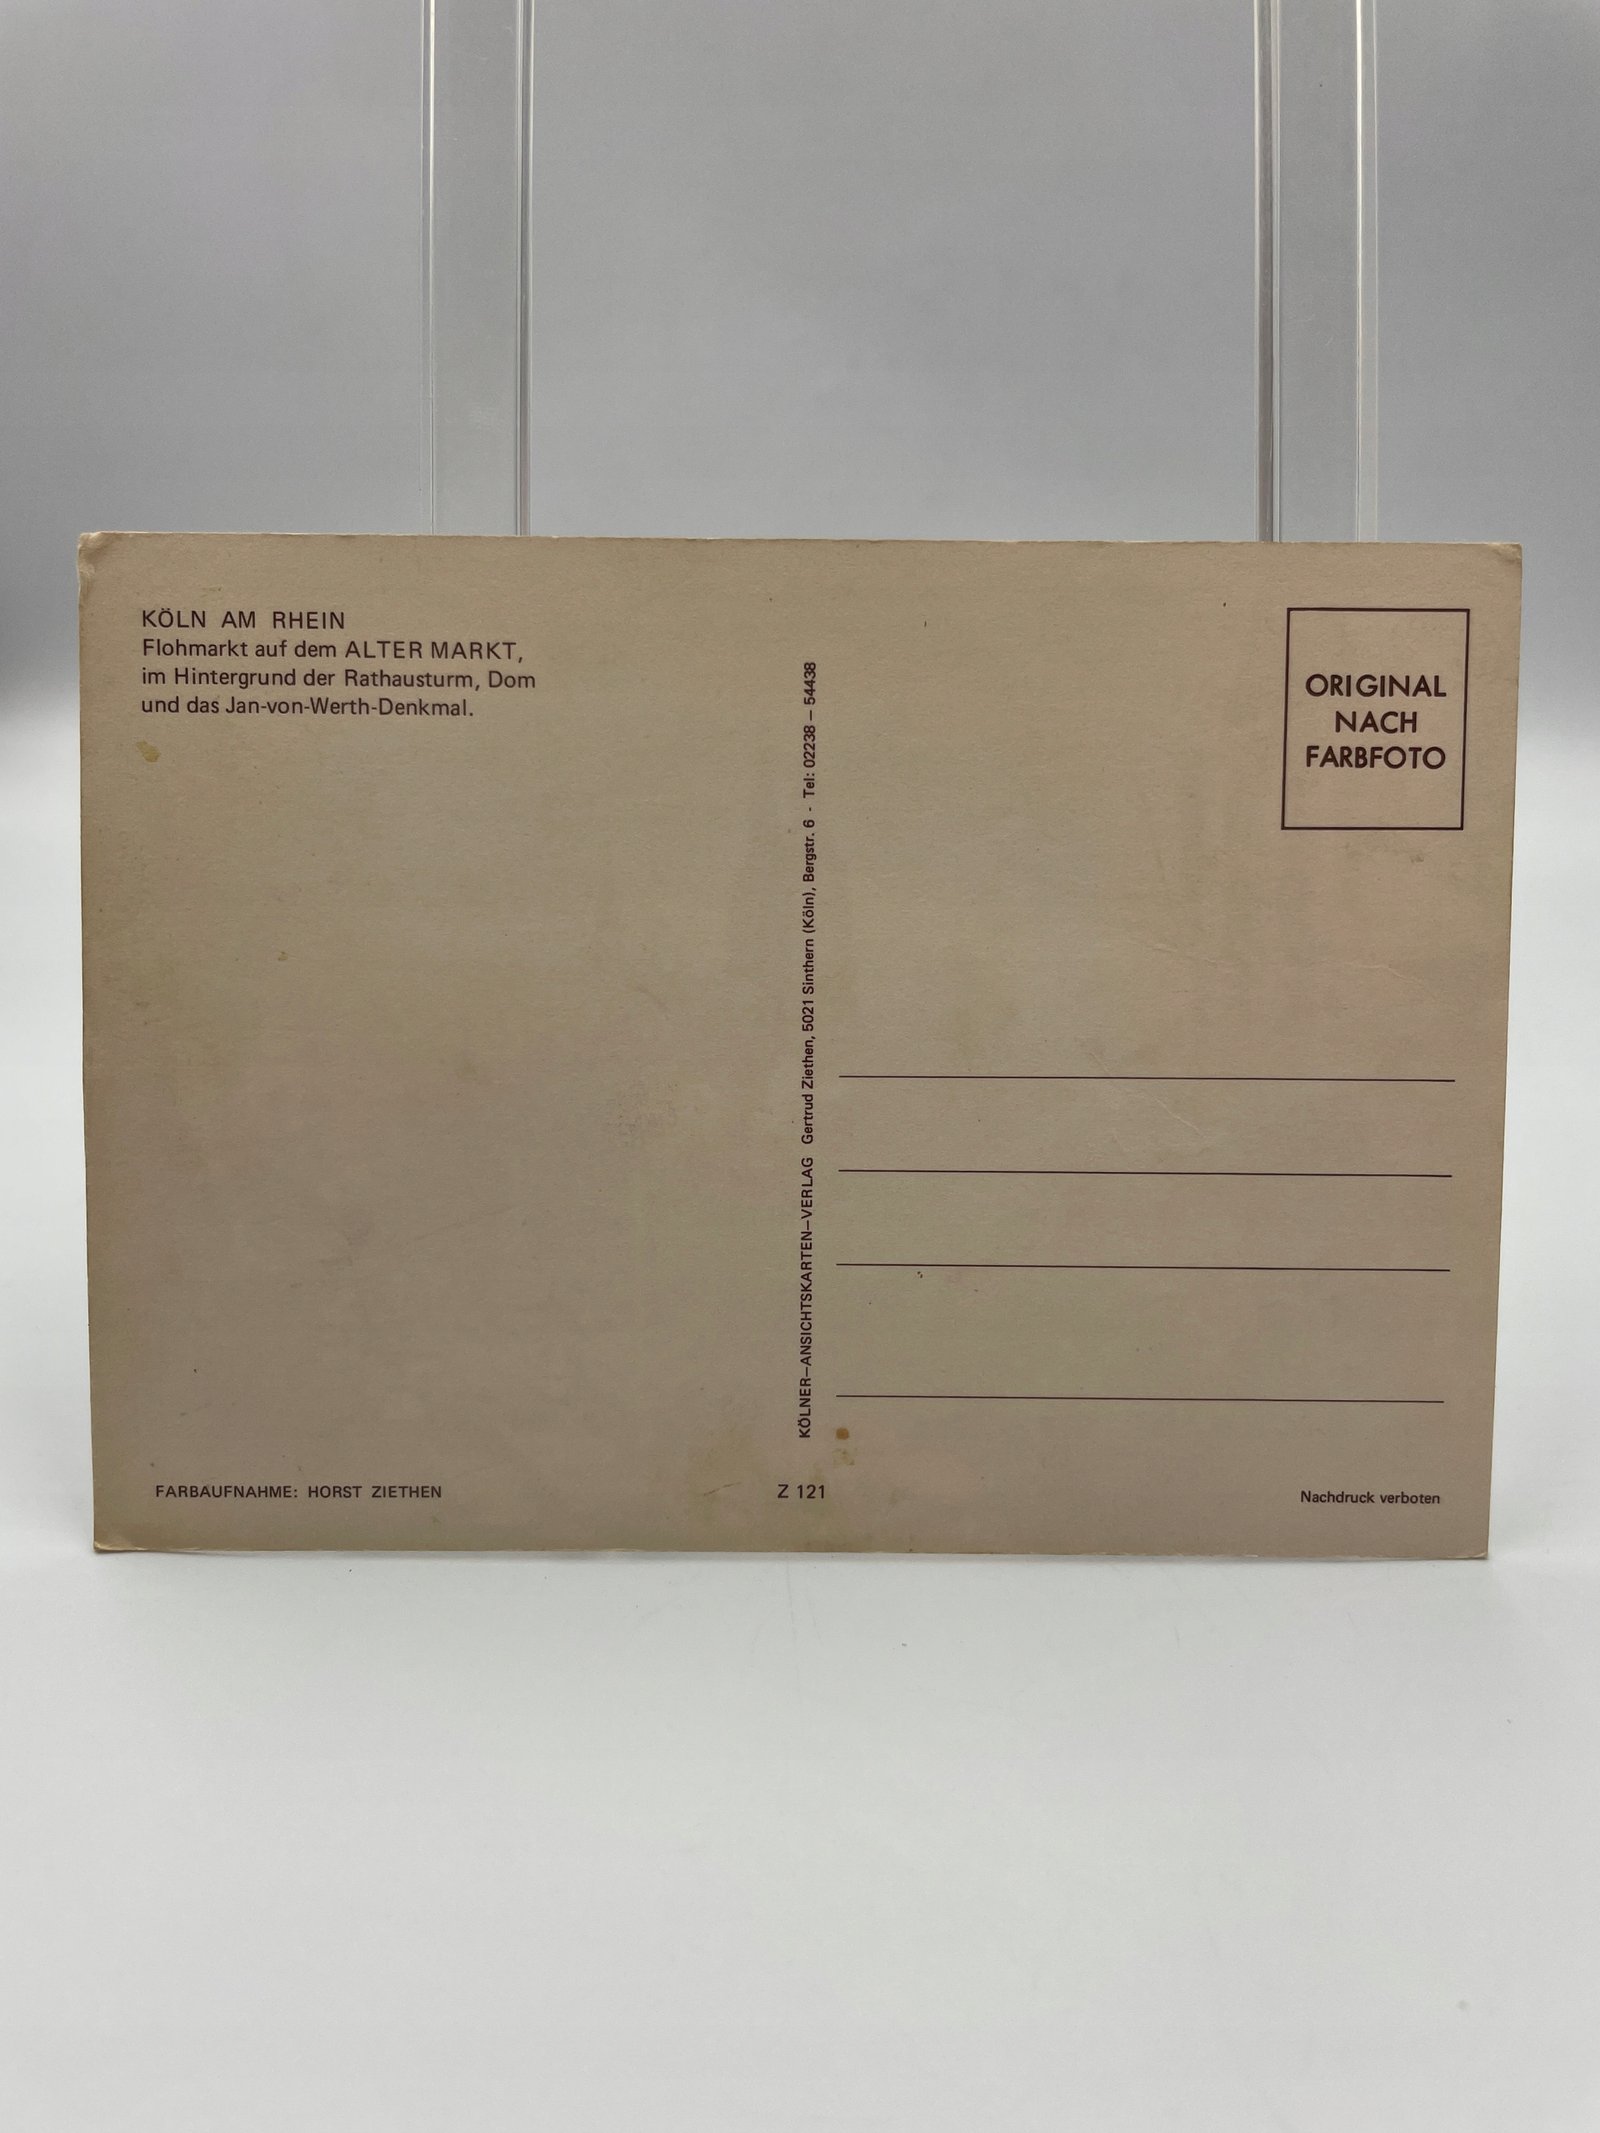 KÖLN AM RHEIN
Flohmarkt auf dem ALTER MARKT,
im Hintergrund der Rathausturm, Dom
und das Jan-von-Werth-Denkmal.
KÖLNER–ANSICHTSKARTEN–VERLAG Gertrud Ziethen, 5021 Sinthern (Köln), Bergstr. 6 - Tel: 02238 – 54438
ORIGINAL
NACH
FARBFOTO
FARBAUFNAHME: HORST ZIETHEN
Z 121
Nachdruck verboten